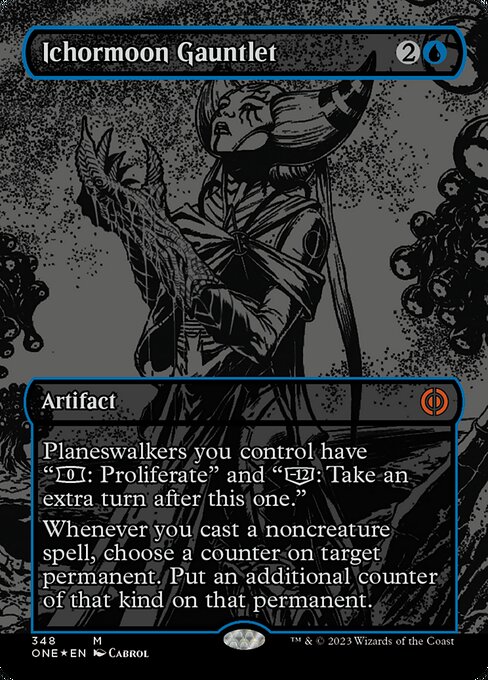 Ichormoon Gauntlet 2
Artifact
Planeswalkers you control have
“0: Proliferate” and “−12: Take an
extra turn after this one.”
Whenever you cast a noncreature
spell, choose a counter on target
permanent. Put an additional counter
of that kind on that permanent.
348 M
ONE★EN CABROL
™ & © 2023 Wizards of the Coast